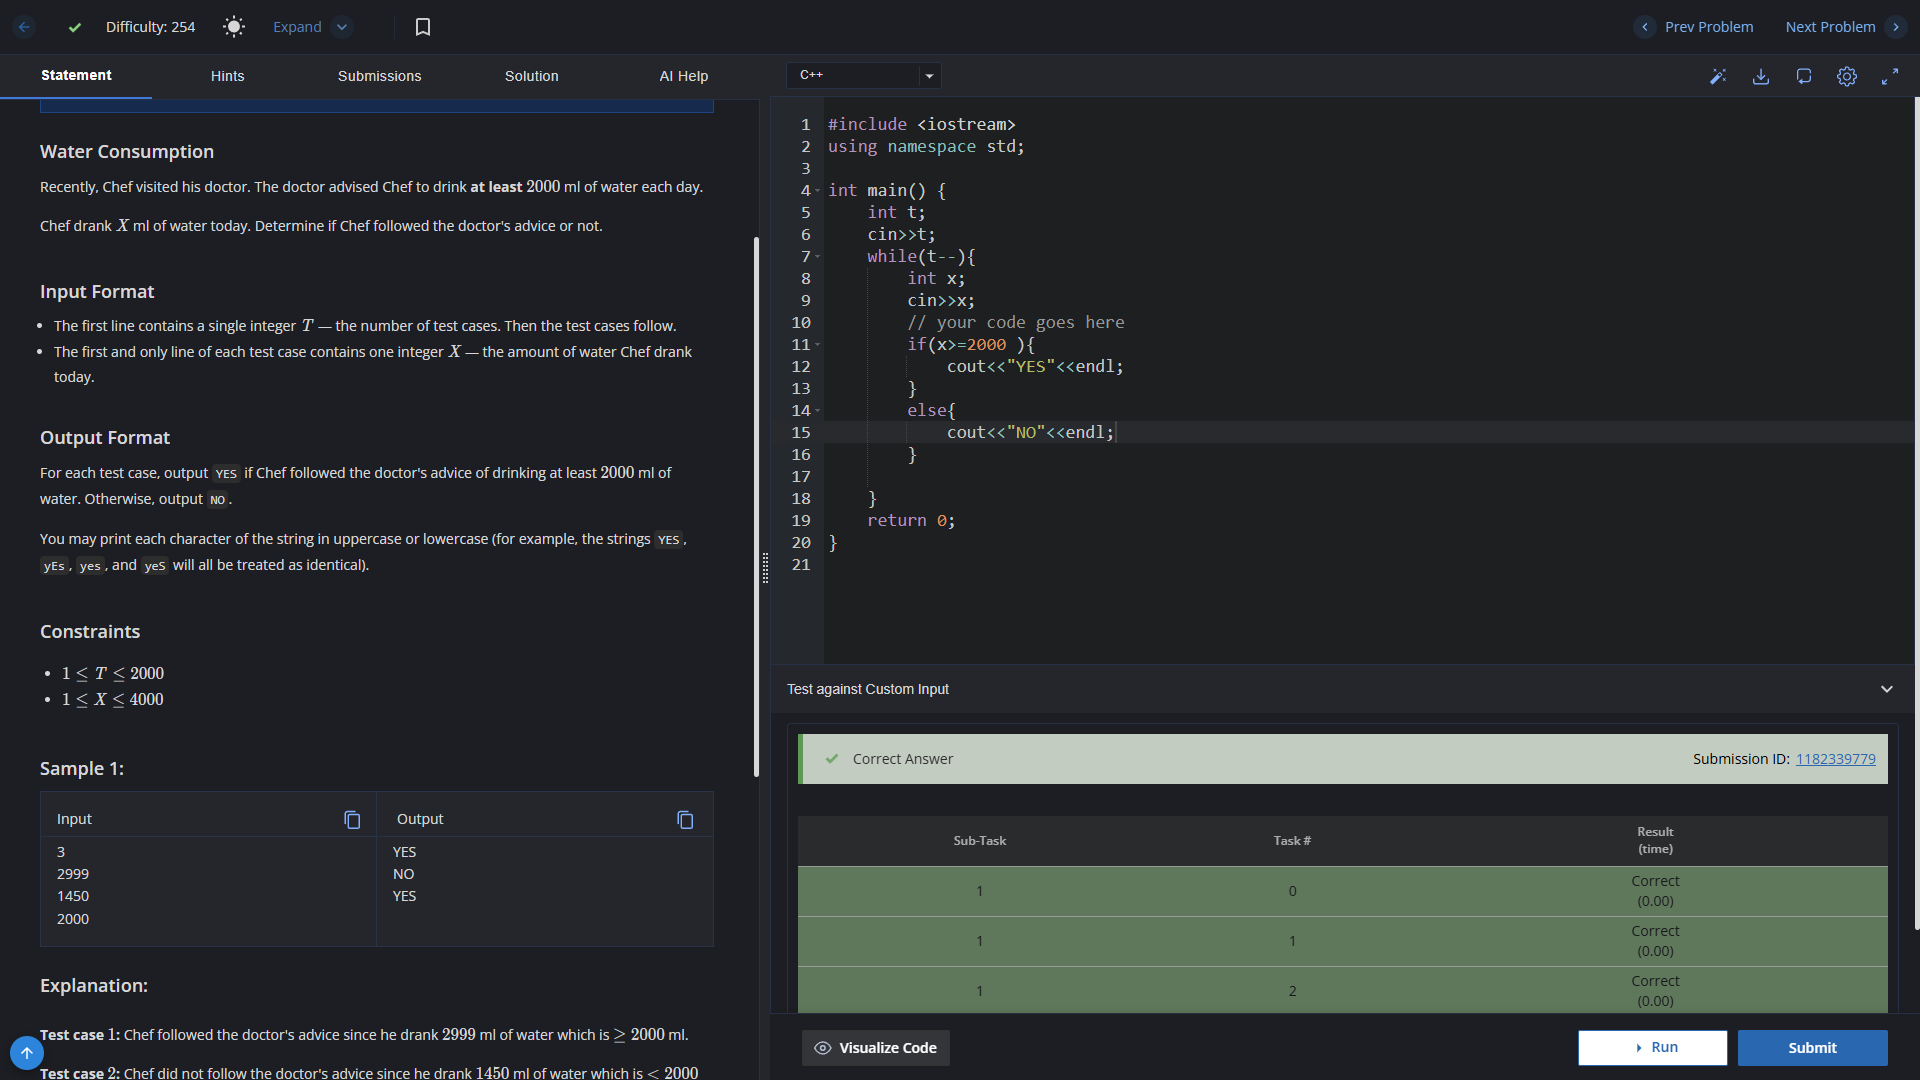 Difficulty: 254
Expand
Prev Problem
Next Problem
Statement
Hints
Submissions
Solution
AI Help
Water Consumption
Recently, Chef visited his doctor. The doctor advised Chef to drink at least 2000 ml of water each day.
Chef drank X ml of water today. Determine if Chef followed the doctor's advice or not.
Input Format
• The first line contains a single integer T — the number of test cases. Then the test cases follow.
• The first and only line of each test case contains one integer X — the amount of water Chef drank
today.
Output Format
For each test case, output YES if Chef followed the doctor's advice of drinking at least 2000 ml of
water. Otherwise, output NO.
You may print each character of the string in uppercase or lowercase (for example, the strings YES,
yEs, yes, and yeS will all be treated as identical).
Constraints
• 1 ≤ T ≤ 2000
• 1 ≤ X ≤ 4000
Sample 1:
Input
Output
3
2999
1450
2000
YES
NO
YES
Explanation:
Test case 1: Chef followed the doctor's advice since he drank 2999 ml of water which is ≥ 2000 ml.
Test case 2: Chef did not follow the doctor's advice since he drank 1450 ml of water which is < 2000
C++
1 #include <iostream>
2 using namespace std;
3
4 int main() {
5     int t;
6     cin>>t;
7     while(t--){
8         int x;
9         cin>>x;
10         // your code goes here
11         if(x>=2000 ){
12             cout<<"YES"<<endl;
13         }
14         else{
15             cout<<"NO"<<endl;
16         }
17
18     }
19     return 0;
20 }
21
Test against Custom Input
Correct Answer
Submission ID: 1182339779
Sub-Task Task # Result
(time)
1 0 Correct
(0.00)
1 1 Correct
(0.00)
1 2 Correct
(0.00)
Visualize Code
Run
Submit